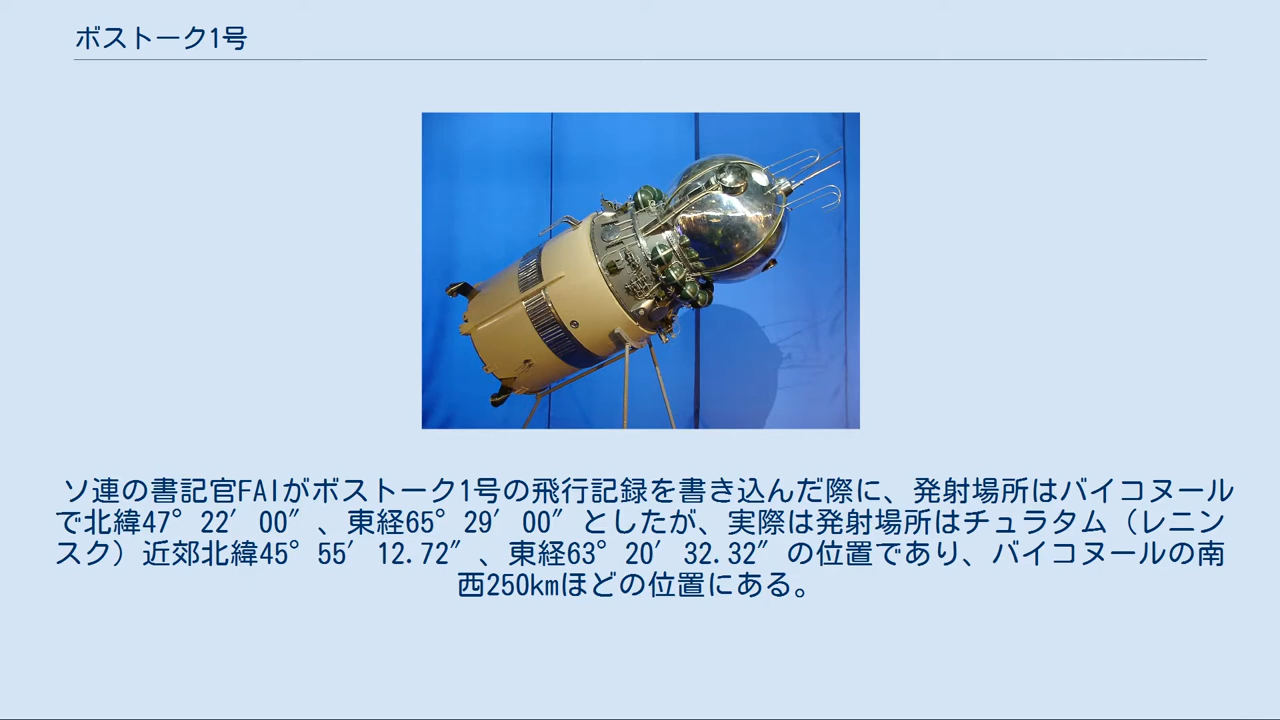 ボストーク1号
ソ連の書記官FAIがボストーク1号の飛行記録を書き込んだ際に、発射場所はバイコヌール
で北緯47°22′00″、東経65°29′00″としたが、実際は発射場所はチュラタム（レニン
スク）近郊北緯45°55′12.72″、東経63°20′32.32″の位置であり、バイコヌールの南
西250kmほどの位置にある。